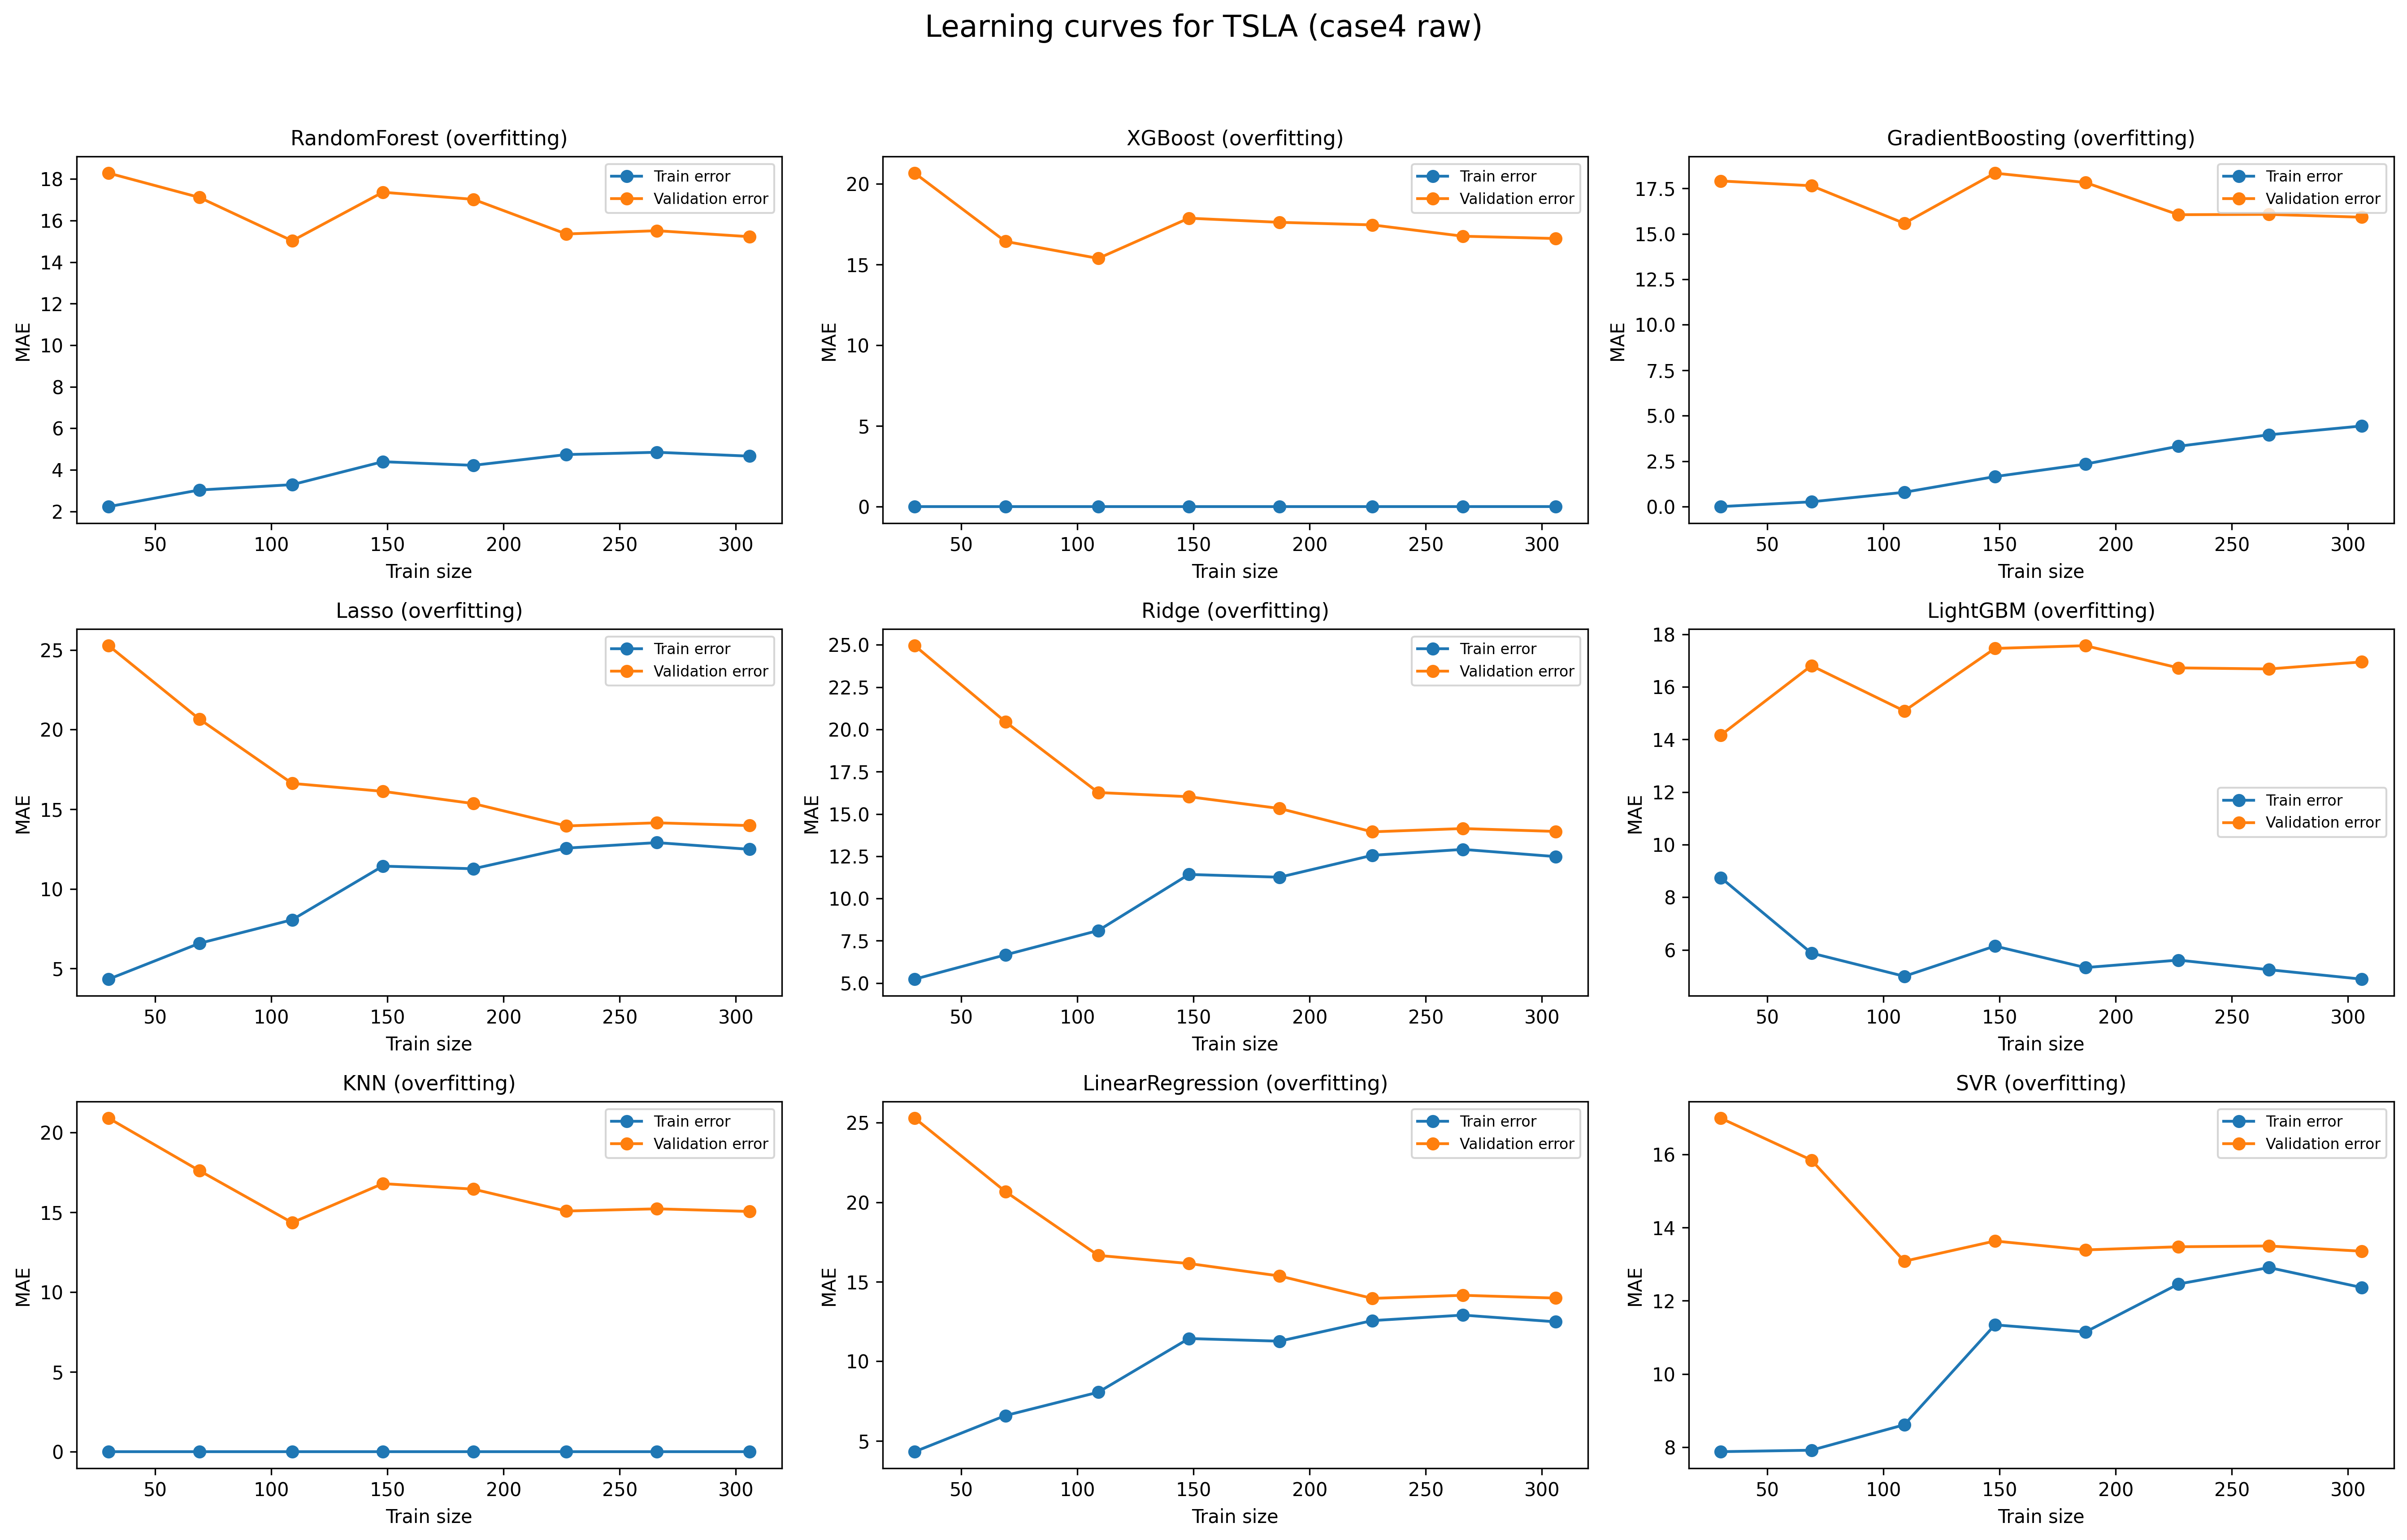 Learning curves for TSLA (case4 raw)
RandomForest (overfitting)
MAE
18
16
14
12
10
8
6
4
2
50 100 150 200 250 300
Train size
Train error
Validation error
XGBoost (overfitting)
MAE
20
15
10
5
0
50 100 150 200 250 300
Train size
Train error
Validation error
GradientBoosting (overfitting)
MAE
17.5
15.0
12.5
10.0
7.5
5.0
2.5
0.0
50 100 150 200 250 300
Train size
Train error
Validation error
Lasso (overfitting)
MAE
25
20
15
10
5
50 100 150 200 250 300
Train size
Train error
Validation error
Ridge (overfitting)
MAE
25.0
22.5
20.0
17.5
15.0
12.5
10.0
7.5
5.0
50 100 150 200 250 300
Train size
Train error
Validation error
LightGBM (overfitting)
MAE
18
16
14
12
10
8
6
50 100 150 200 250 300
Train size
Train error
Validation error
KNN (overfitting)
MAE
20
15
10
5
0
50 100 150 200 250 300
Train size
Train error
Validation error
LinearRegression (overfitting)
MAE
25
20
15
10
5
50 100 150 200 250 300
Train size
Train error
Validation error
SVR (overfitting)
MAE
16
14
12
10
8
50 100 150 200 250 300
Train size
Train error
Validation error